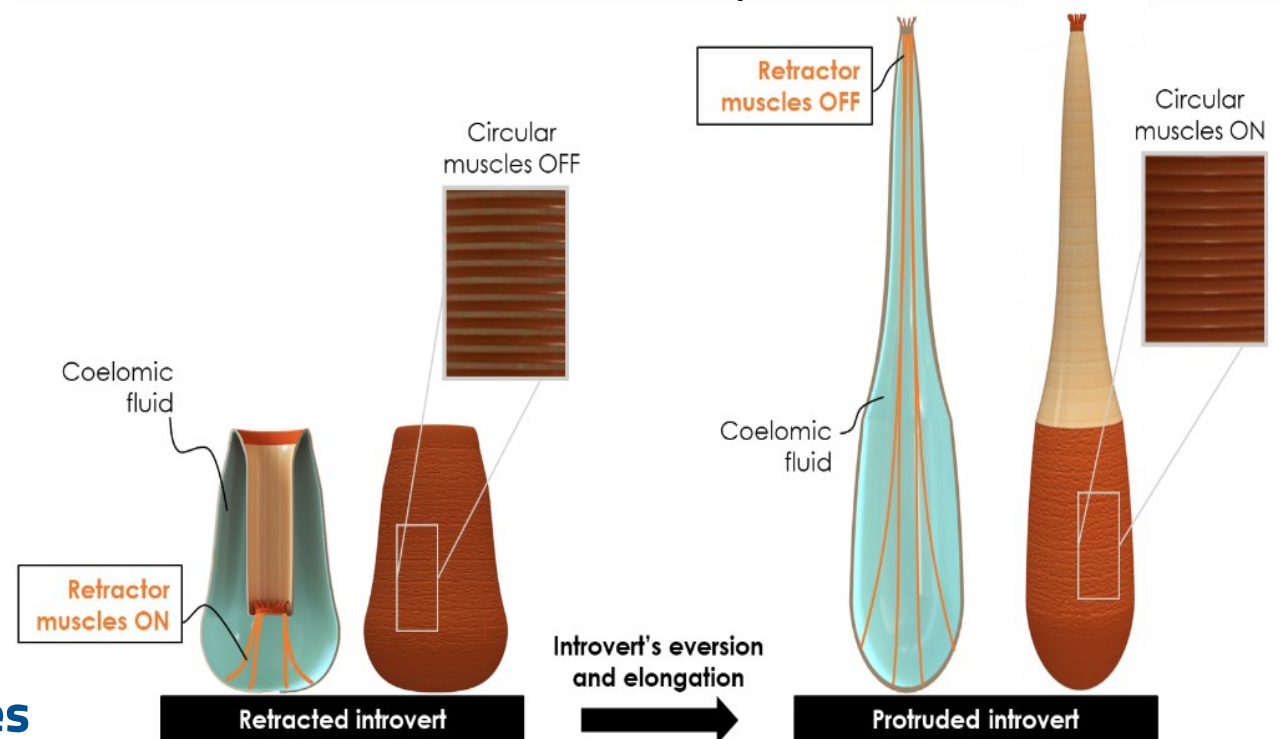 Retractor
muscles OFF
Circular
muscles ON
Circular
muscles OFF
Coelomic
fluid
Coelomic
fluid
Retractor
muscles ON
Introvert's eversion
and elongation
es
Retracted introvert
Protruded introvert